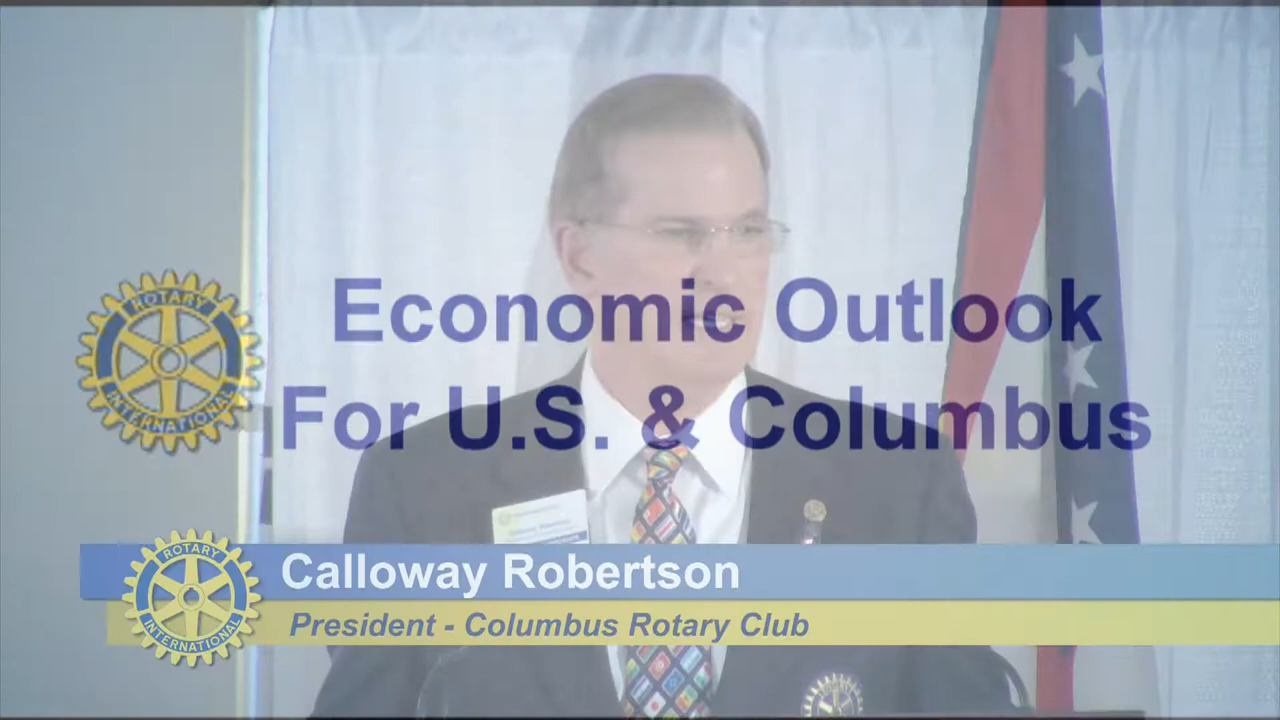 ROTARY
INTERNATIONAL
Economic Outlook
For U.S. & Columbus
ROTARY
INTERNATIONAL
Calloway Robertson
President - Columbus Rotary Club